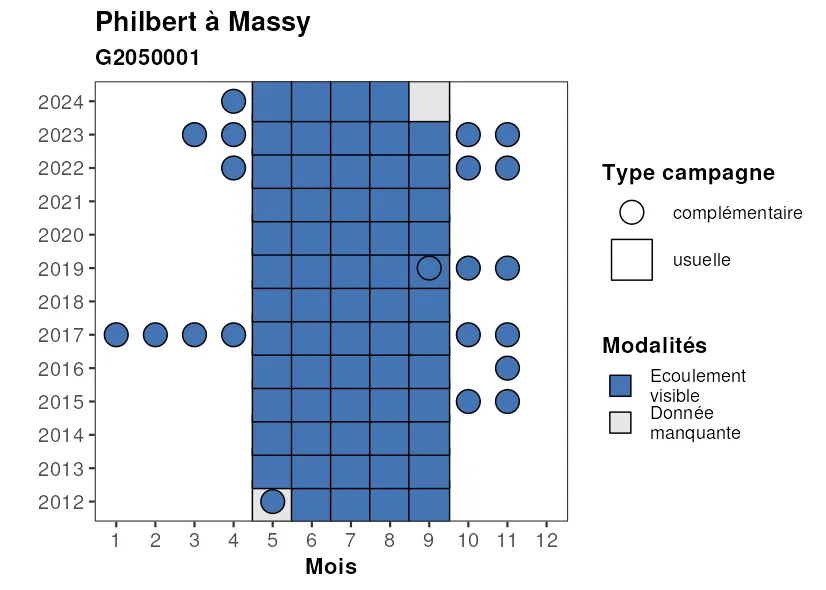 Philbert à Massy
G2050001
2024
2023
2022
2021
2020
2019
2018
2017
2016
2015
2014
2013
2012
1 2 3 4 5 6 7 8 9 10 11 12
Mois
Type campagne
complémentaire
usuelle
Modalités
Ecoulement
visible
Donnée
manquante